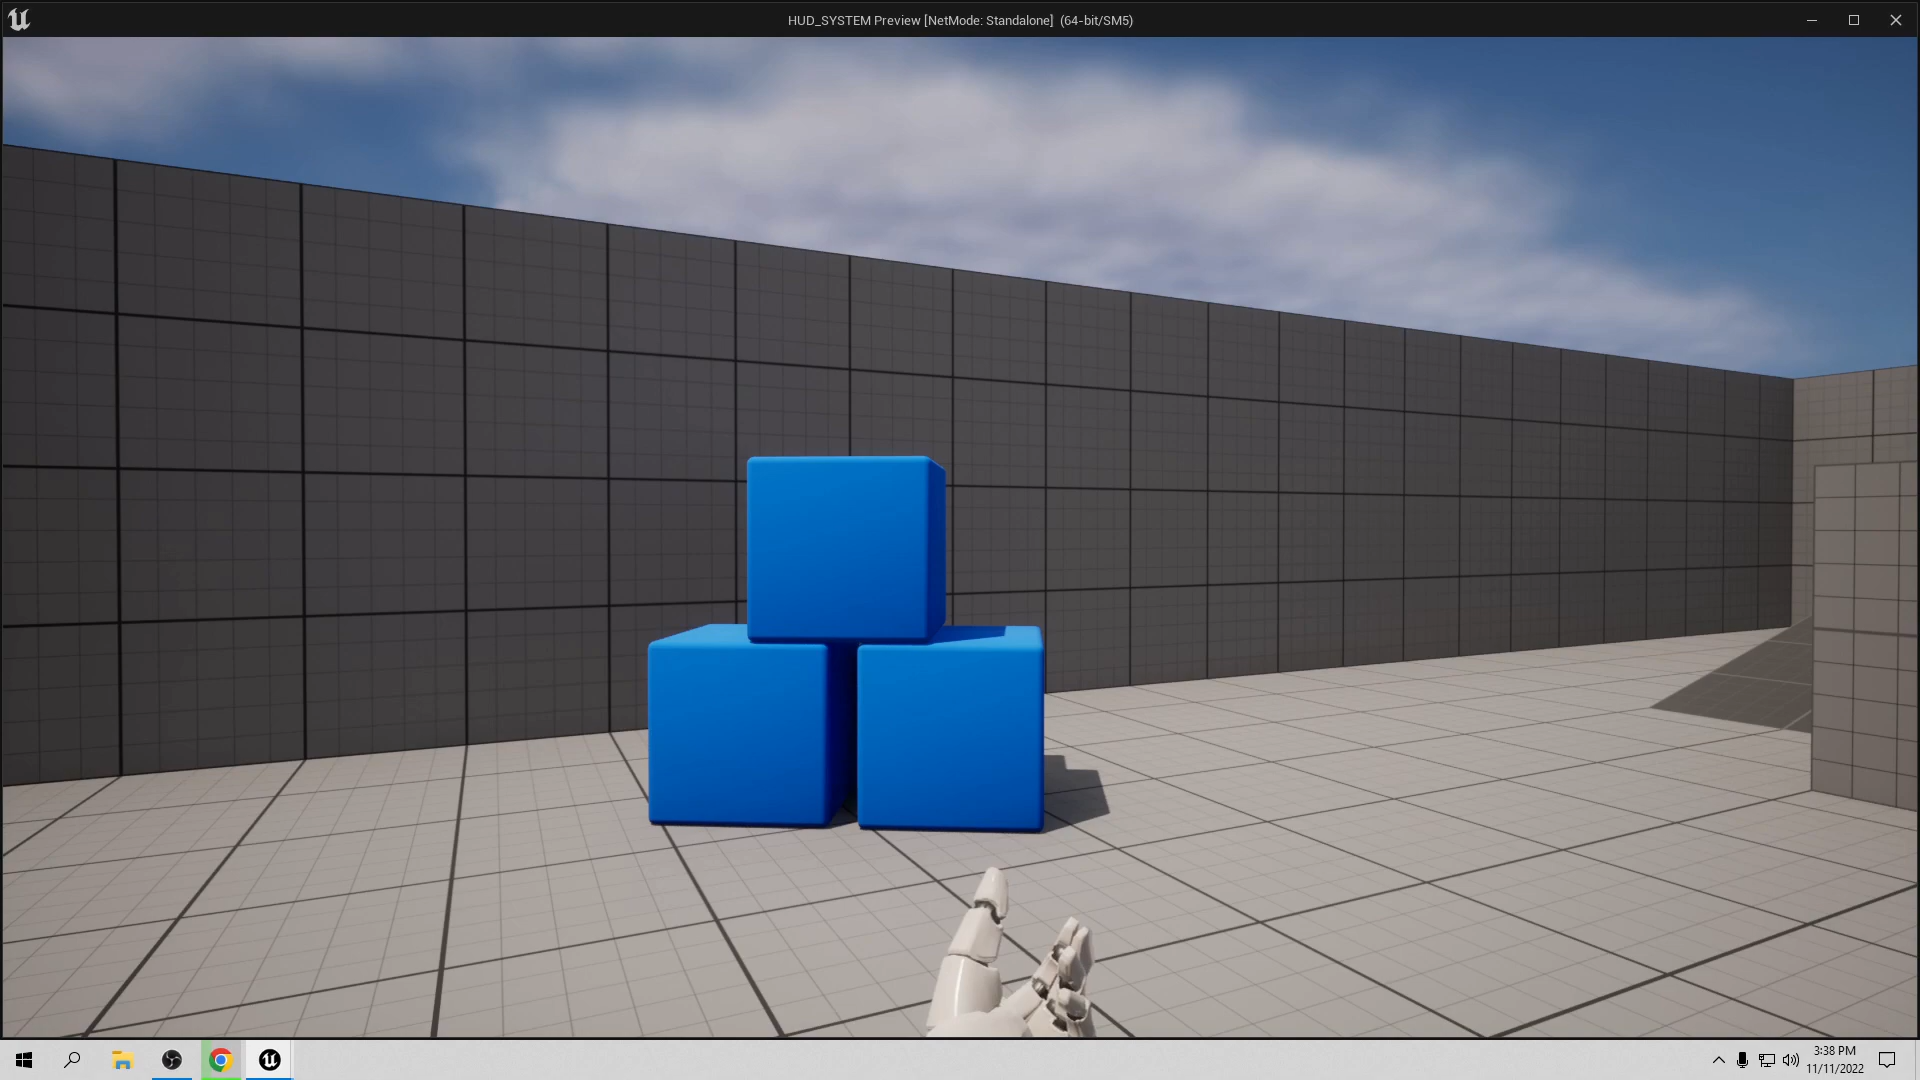 HUD_SYSTEM Preview [NetMode: Standalone] (64-bit/SM5)
3:38 PM
11/11/2022